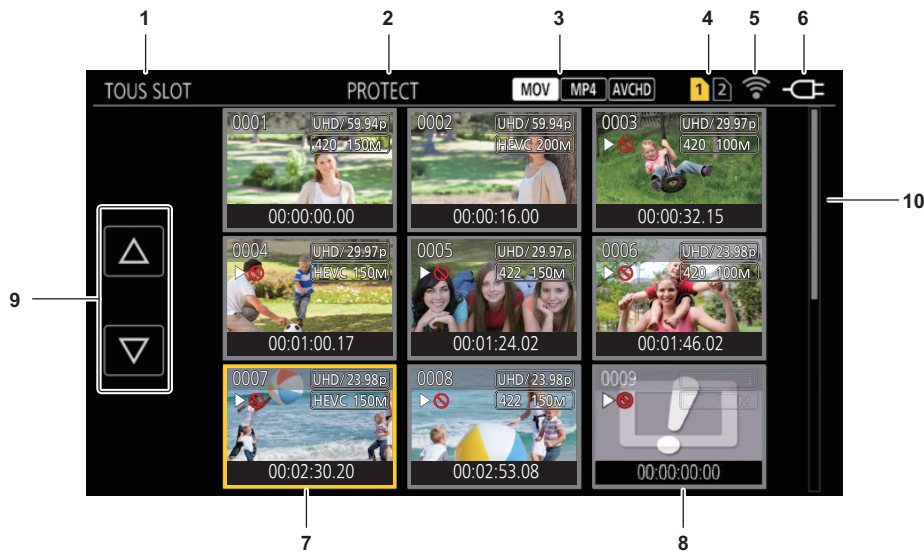 1 2 3 4 5 6
TOUS SLOT PROTECT MOV MP4 AVCHD 1 2
0001 UHD/59.94p 0002 UHD/59.94p 0003 UHD/29.97p
420 150M HEVC 200M 420 100M
00:00:00.00 00:00:16.00 00:00:32.15
10
0004 UHD/29.97p 0005 UHD/29.97p 0006 UHD/23.98p
HEVC 150M 422 150M 420 100M
9
00:01:00.17 00:01:24.02 00:01:46.02
0007 UHD/23.98p 0008 UHD/23.98p 0009
HEVC 150M 422 150M
00:02:30.20 00:02:53.08 00:00:00:00
7 8